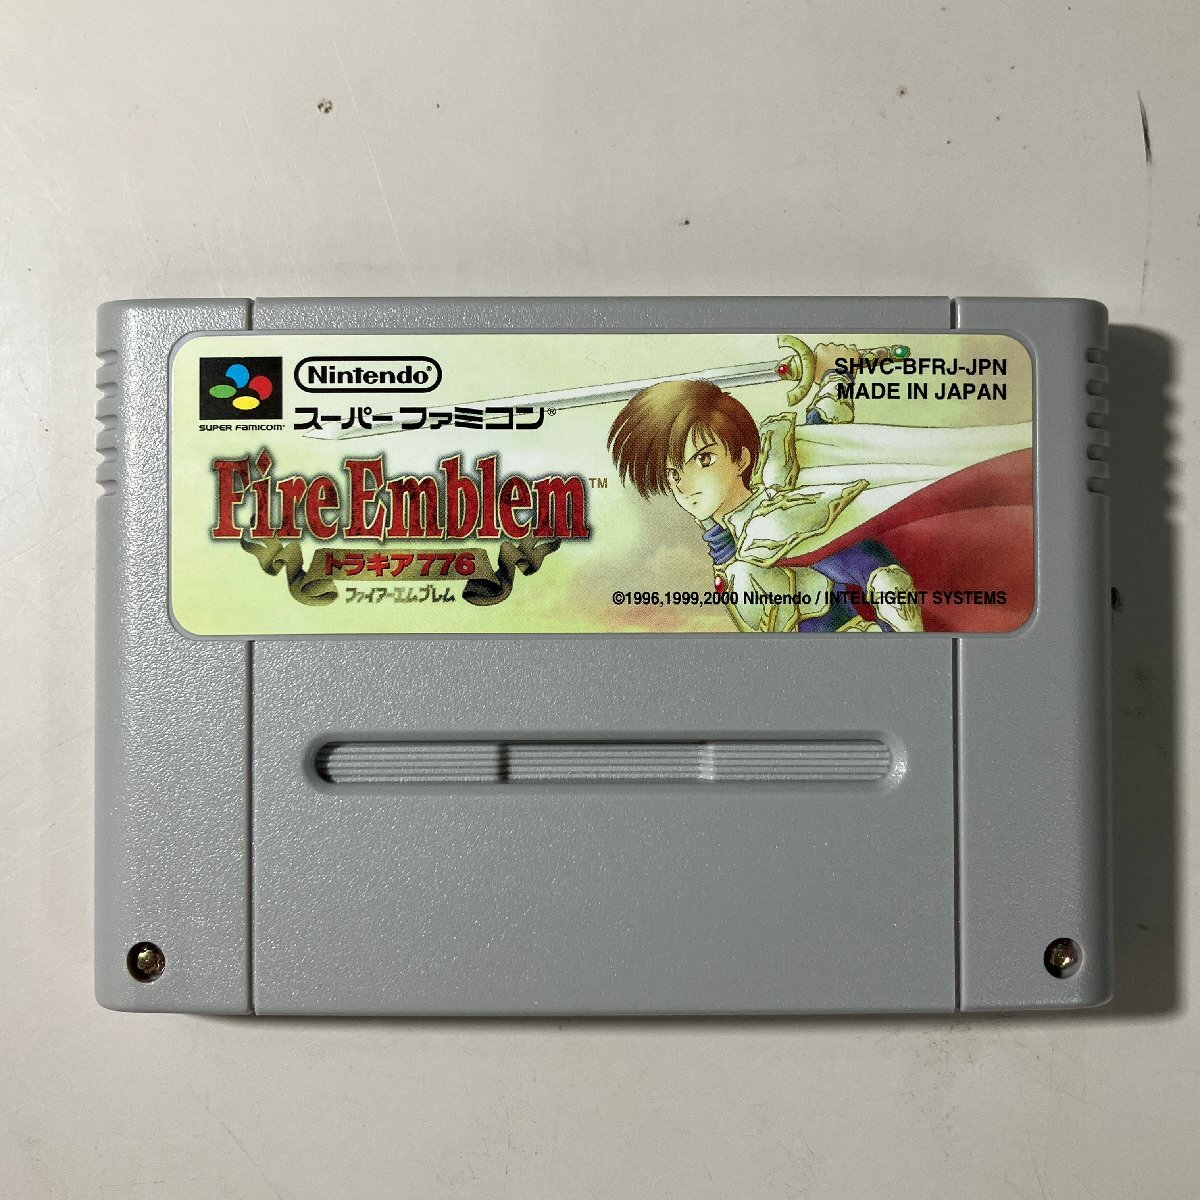 Nintendo
SUPER FAMICOM
スーパーファミコン®
SHVC-BFRJ-JPN
MADE IN JAPAN
Fire Emblem™
トラキア776
ファイアーエムブレム
©1996,1999,2000 Nintendo / INTELLIGENT SYSTEMS